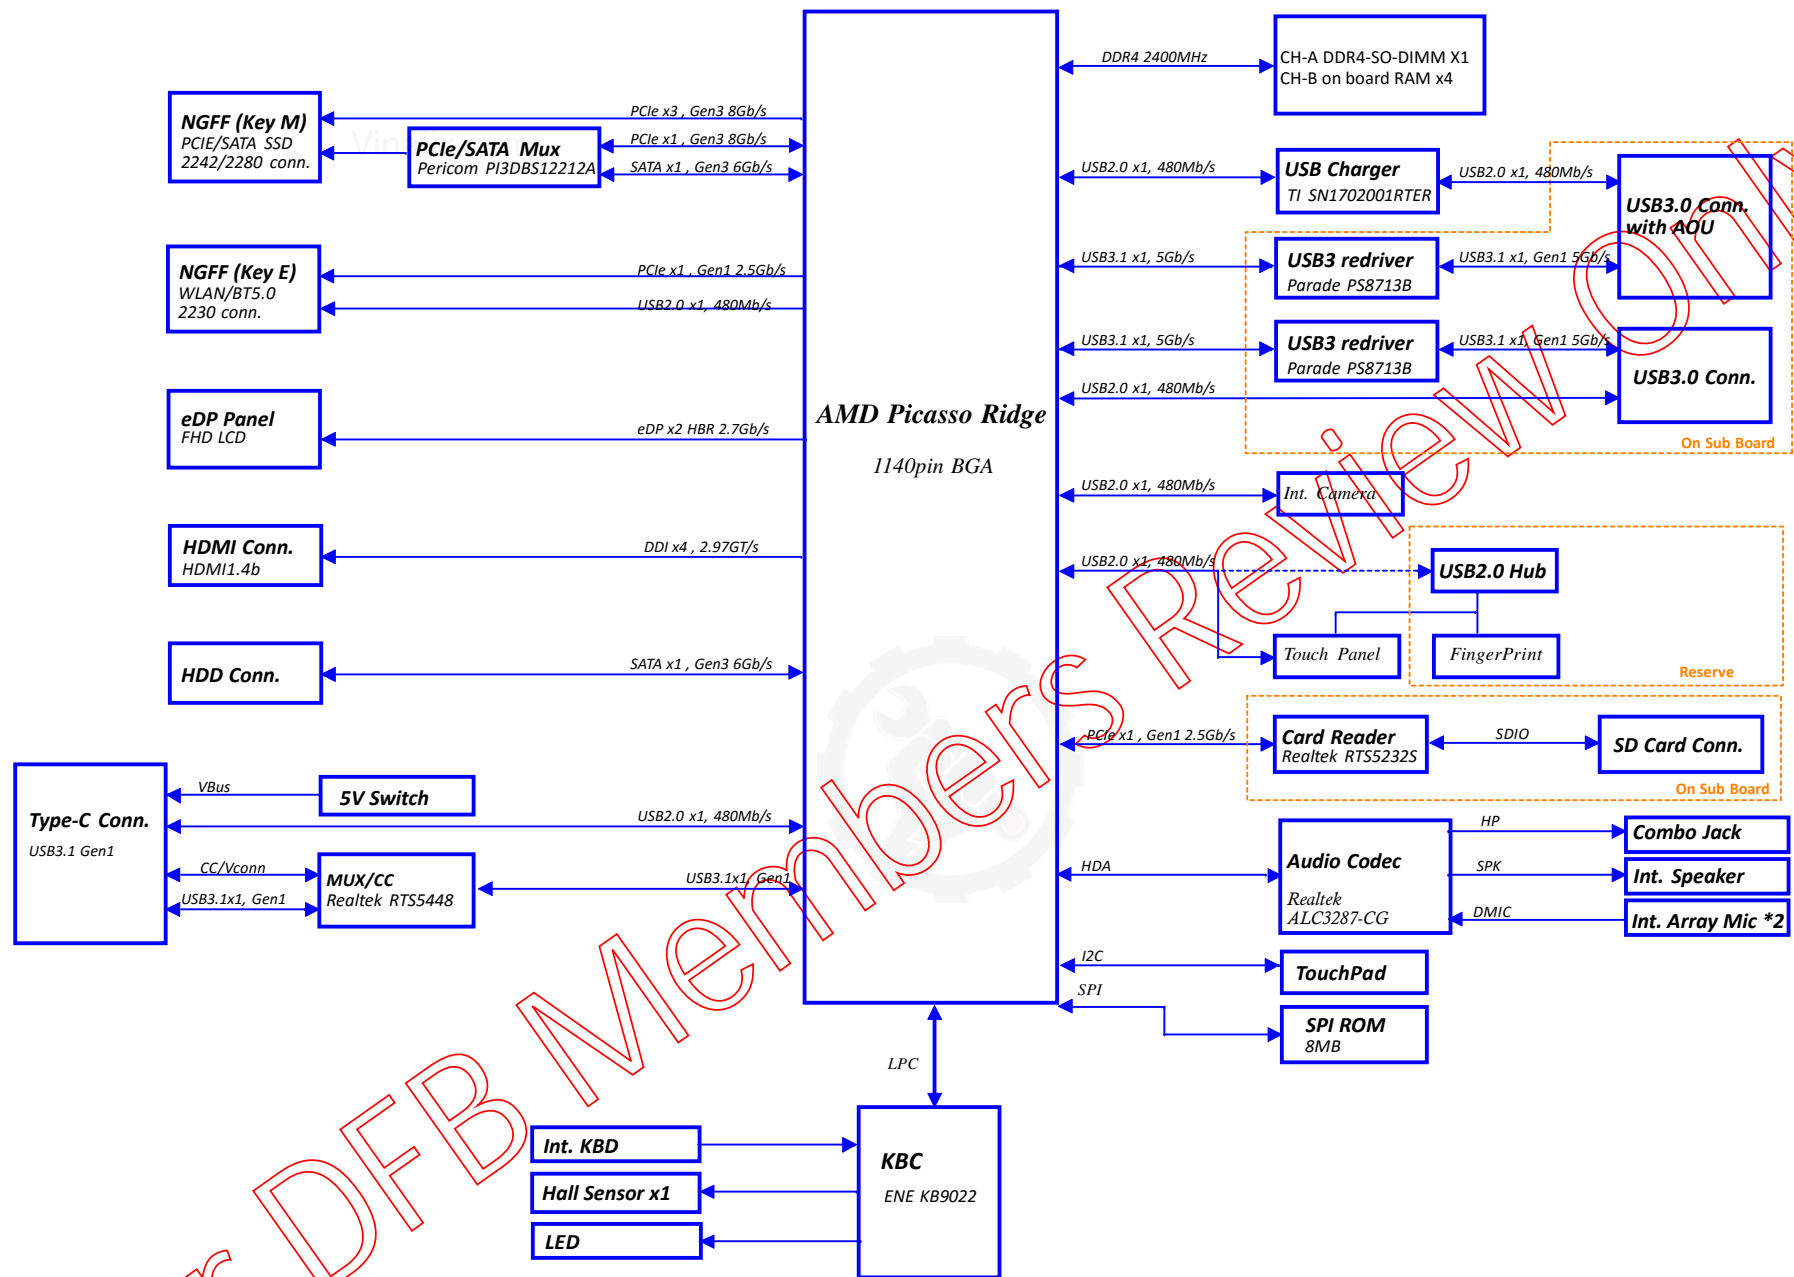 DDR4 2400MHz
CH-A DDR4-SO-DIMM X1
CH-B on board RAM x4
NGFF (Key M)
PCIE/SATA SSD
2242/2280 conn.
PCIe x3 , Gen3 8Gb/s
PCIe/SATA Mux
Pericom PI3DBS12212A
PCIe x1 , Gen3 8Gb/s
SATA x1 , Gen3 6Gb/s
USB2.0 x1, 480Mb/s
USB Charger
TI SN1702001RTER
USB2.0 x1, 480Mb/s
USB3.0 Conn.
with AOU
NGFF (Key E)
WLAN/BT5.0
2230 conn.
PCIe x1, Gen1 2.5Gb/s
USB2.0 x1, 480Mb/s
USB3.1 x1, 5Gb/s
USB3 redriver
Parade PS8713B
USB3.1 x1, Gen1 5Gb/s
USB3.1 x1, 5Gb/s
USB3 redriver
Parade PS8713B
USB3.1 x1, Gen1 5Gb/s
USB3.0 Conn.
USB2.0 x1, 480Mb/s
On Sub Board
eDP Panel
FHD LCD
eDP x2 HBR 2.7Gb/s
AMD Picasso Ridge
1140pin BGA
USB2.0 x1, 480Mb/s
Int. Camera
HDMI Conn.
HDMI1.4b
DDI x4 , 2.97GT/s
USB2.0 x1, 480Mb/s
USB2.0 Hub
Touch Panel
FingerPrint
Reserve
HDD Conn.
SATA x1 , Gen3 6Gb/s
PCIe x1 , Gen1 2.5Gb/s
Card Reader
Realtek RTS5232S
SDIO
SD Card Conn.
On Sub Board
Type-C Conn.
USB3.1 Gen1
VBus
5V Switch
USB2.0 x1, 480Mb/s
CC/Vconn
USB3.1x1, Gen1
MUX/CC
Realtek RTS5448
USB3.1x1, Gen1
HDA
Audio Codec
Realtek
ALC3287-CG
HP
Combo Jack
SPK
Int. Speaker
DMIC
Int. Array Mic *2
I2C
TouchPad
SPI
SPI ROM
8MB
LPC
KBC
ENE KB9022
Int. KBD
Hall Sensor x1
LED
DFB Members Review Only